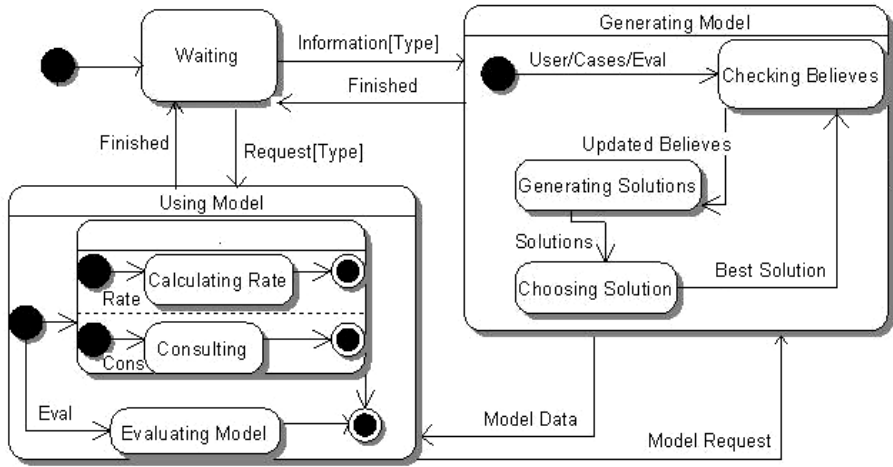 Generating Model
Waiting
Information[Type]
Finished
User/Cases/Eval
Checking Believes
Finished
Request[Type]
Updated Believes
Generating Solutions
Using Model
.
Solutions
Best Solution
Choosing Solution
Calculating Rate
Rate
Consulting
Cons
Eval
Evaluating Model
Model Data
Model Request